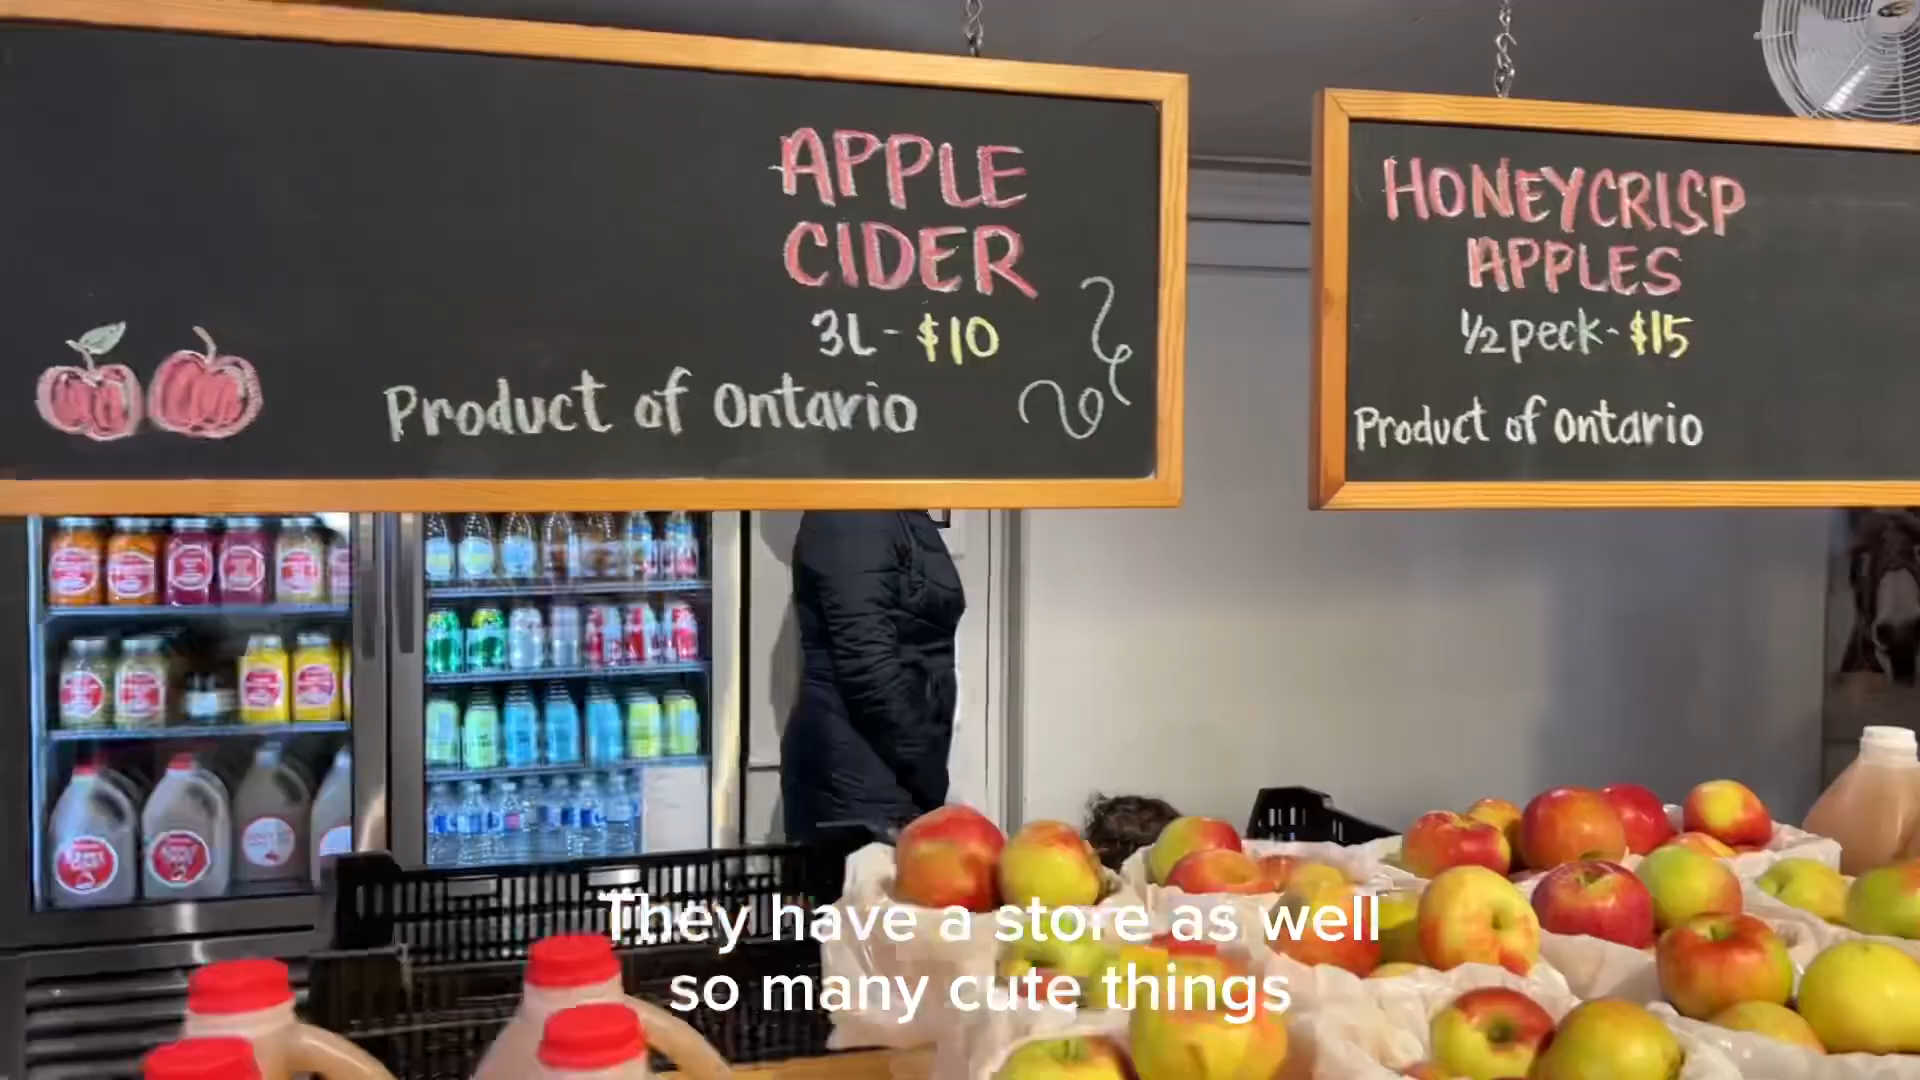 APPLE
CIDER
3L - $10
Product of Ontario
HONEYCRISP
APPLES
1/2 peck - $15
Product of Ontario
They have a store as well
so many cute things